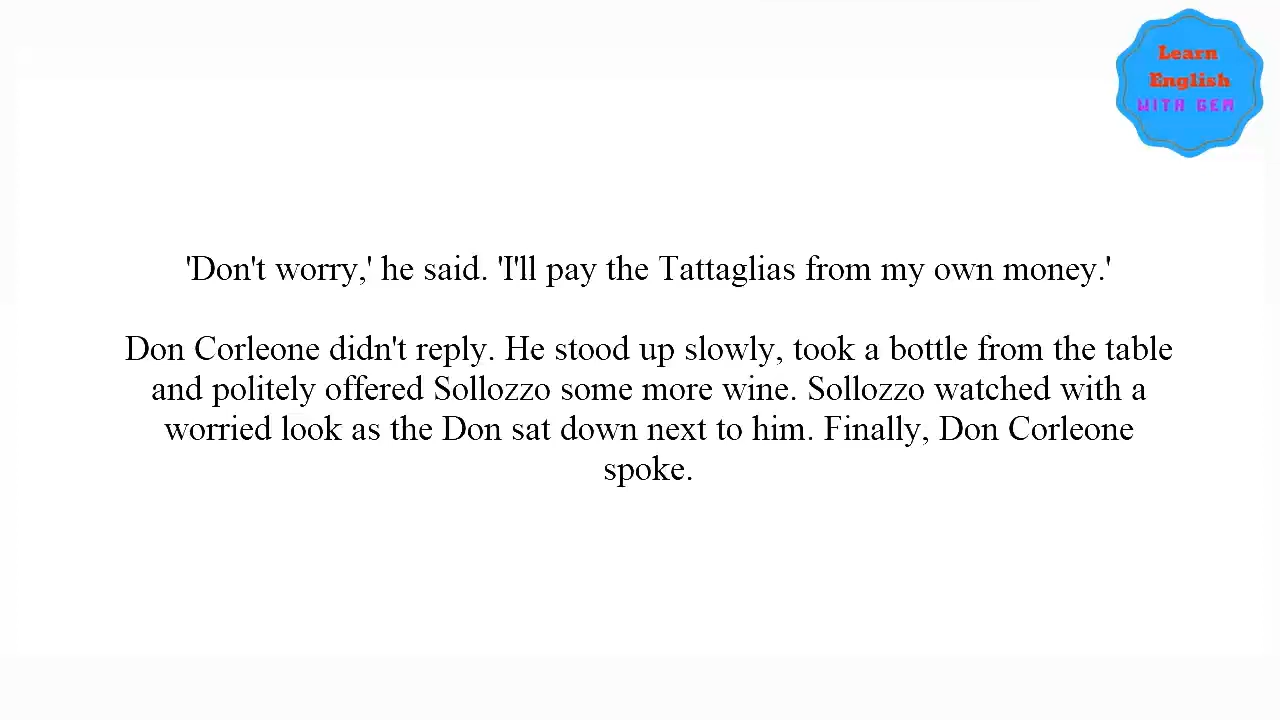 Learn
English
WITH GEM
'Don't worry,' he said. 'I'll pay the Tattaglias from my own money.'
Don Corleone didn't reply. He stood up slowly, took a bottle from the table
and politely offered Sollozzo some more wine. Sollozzo watched with a
worried look as the Don sat down next to him. Finally, Don Corleone
spoke.